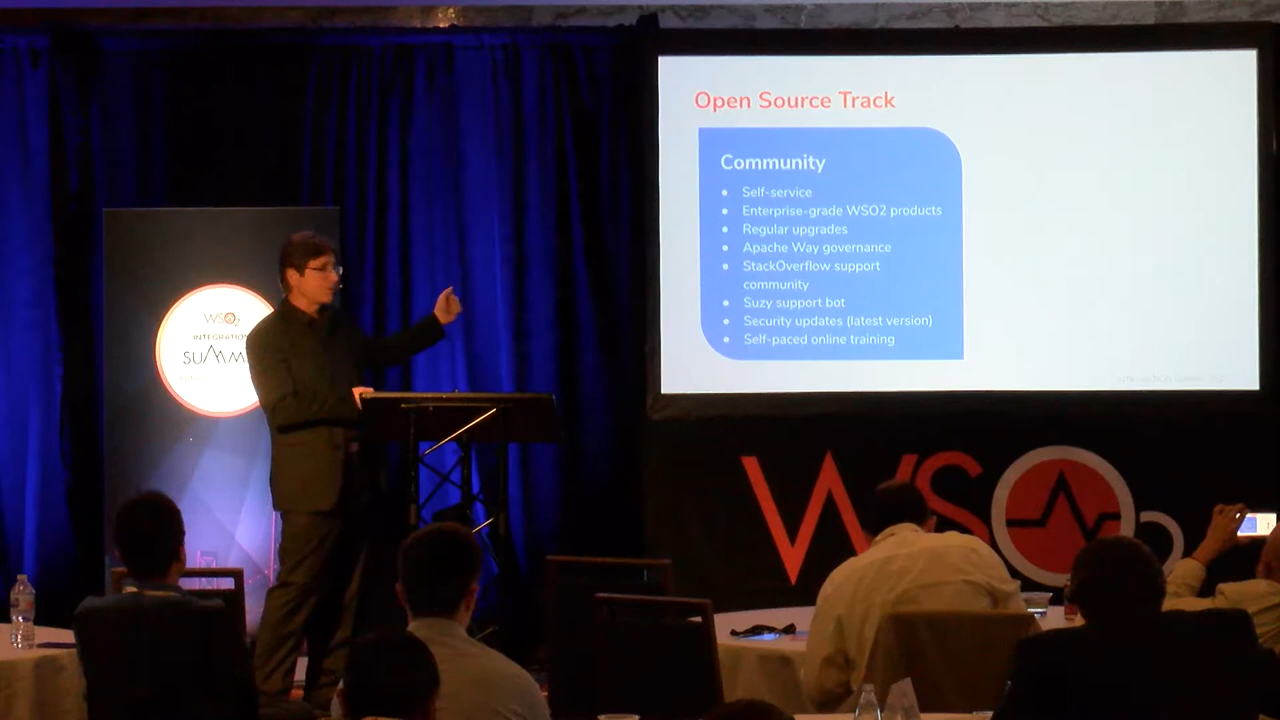 Open Source Track
Community
● Self-service
● Enterprise-grade WSO2 products
● Regular upgrades
● Apache Way governance
● StackOverflow support
community
● Suzy support bot
● Security updates (latest version)
● Self-paced online training
WSO2
INTEGRATION
SUMM
WSO2